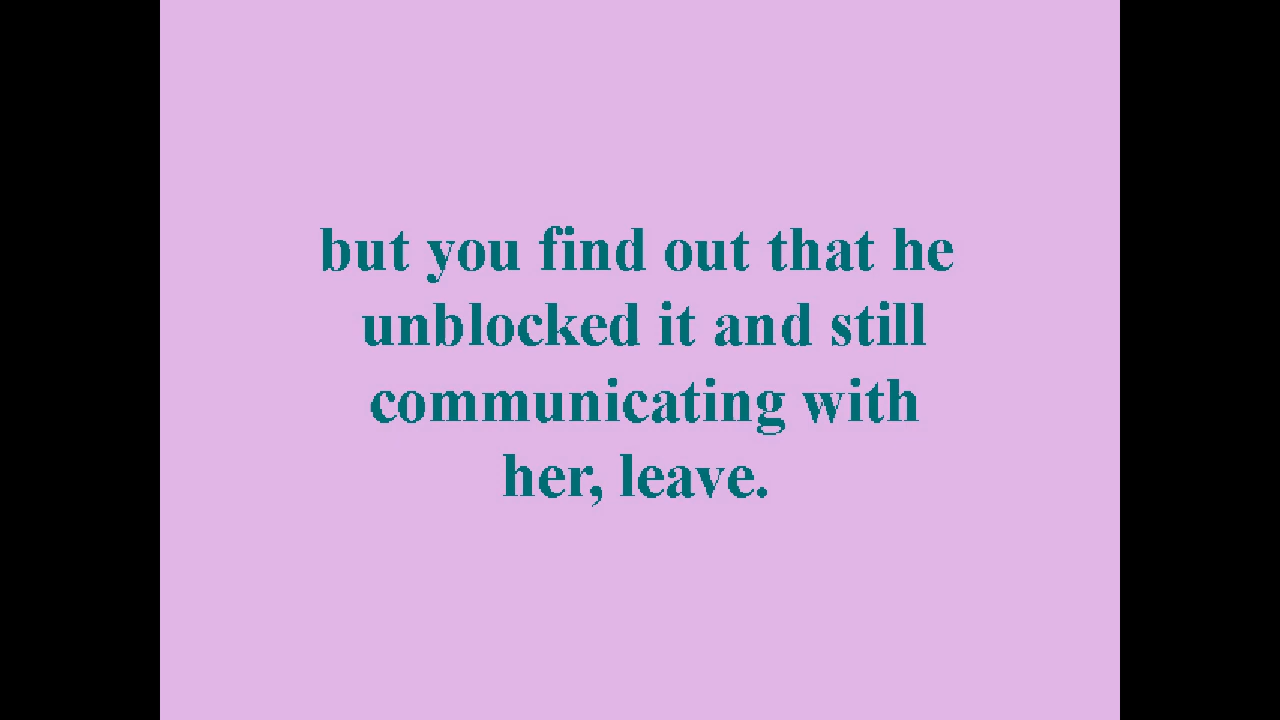 but you find out that he
unblocked it and still
communicating with
her, leave.